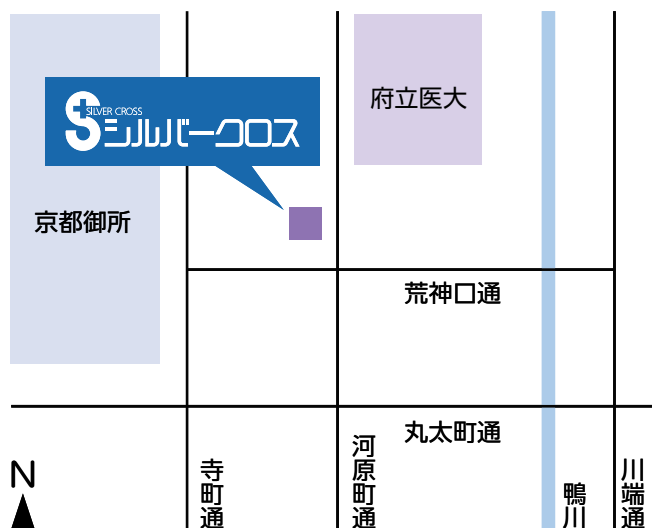 府立医大
SILVER CROSS
シルバークロス
京都御所
荒神口通
丸太町通
N
寺町通
河原町通
鴨川
川端通